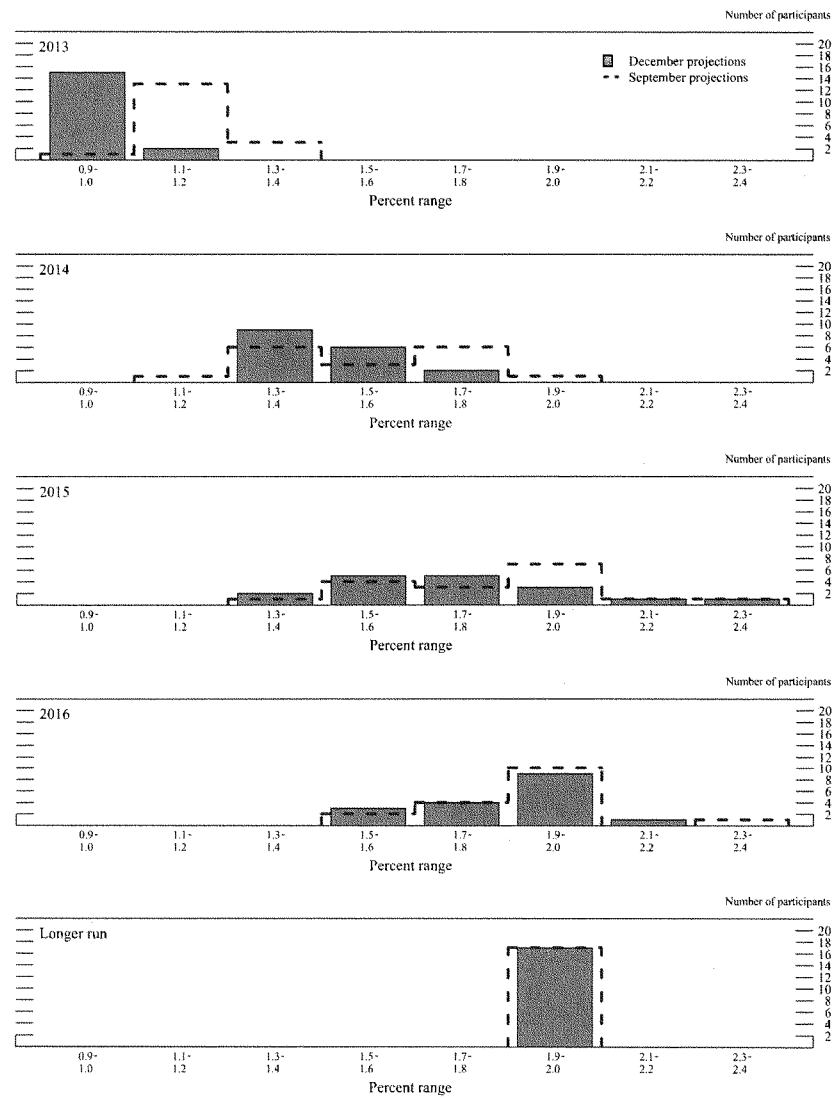 Number of participants
2013
December projections
September projections
20
18
16
14
12
10
8
6
4
2
0.9- 1.1- 1.3- 1.5- 1.7- 1.9- 2.1- 2.3-
1.0 1.2 1.4 1.6 1.8 2.0 2.2 2.4
Percent range
Number of participants
2014
20
18
16
14
12
10
8
6
4
2
0.9- 1.1- 1.3- 1.5- 1.7- 1.9- 2.1- 2.3-
1.0 1.2 1.4 1.6 1.8 2.0 2.2 2.4
Percent range
Number of participants
2015
20
18
16
14
12
10
8
6
4
2
0.9- 1.1- 1.3- 1.5- 1.7- 1.9- 2.1- 2.3-
1.0 1.2 1.4 1.6 1.8 2.0 2.2 2.4
Percent range
Number of participants
2016
20
18
16
14
12
10
8
6
4
2
0.9- 1.1- 1.3- 1.5- 1.7- 1.9- 2.1- 2.3-
1.0 1.2 1.4 1.6 1.8 2.0 2.2 2.4
Percent range
Number of participants
Longer run
20
18
16
14
12
10
8
6
4
2
0.9- 1.1- 1.3- 1.5- 1.7- 1.9- 2.1- 2.3-
1.0 1.2 1.4 1.6 1.8 2.0 2.2 2.4
Percent range